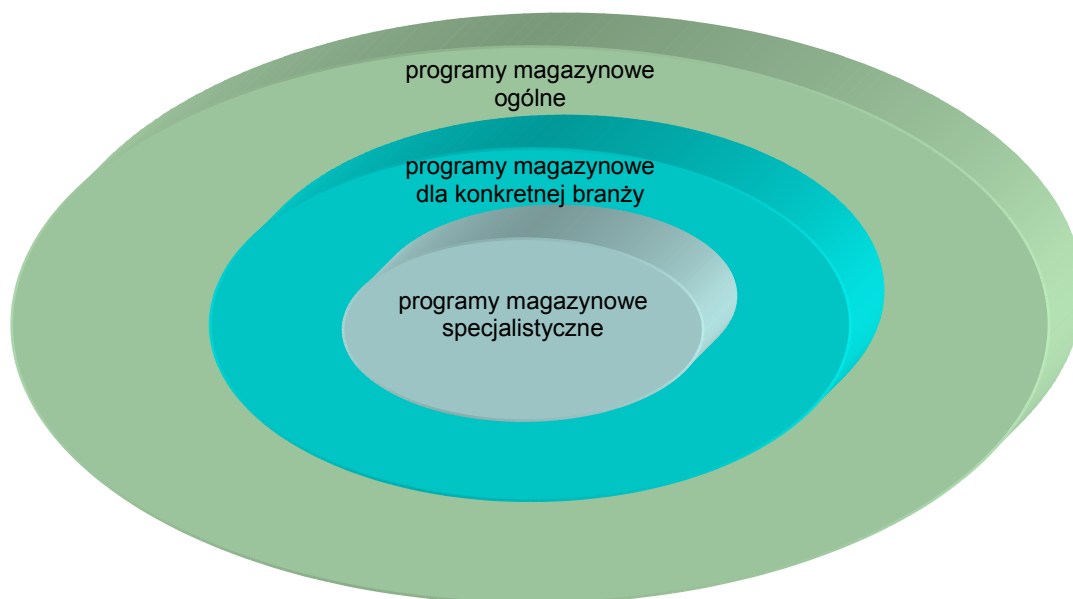 programy magazynowe
ogólne
programy magazynowe
dla konkretnej branży
programy magazynowe
specjalistyczne